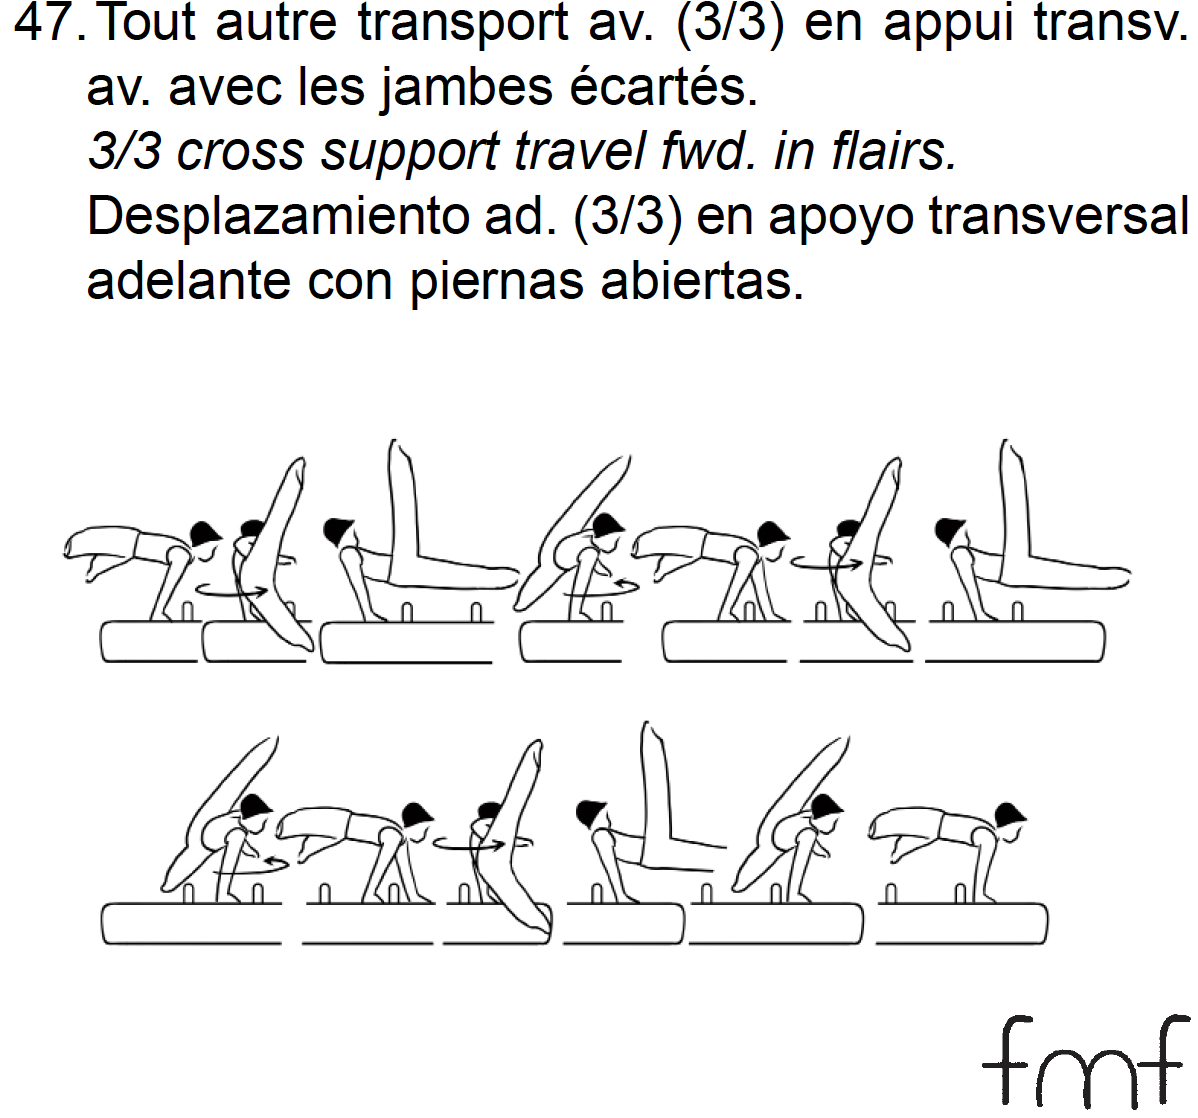 47. Tout autre transport av. (3/3) en appui transv.
av. avec les jambes écartés.
3/3 cross support travel fwd. in flairs.
Desplazamiento ad. (3/3) en apoyo transversal
adelante con piernas abiertas.
fmf